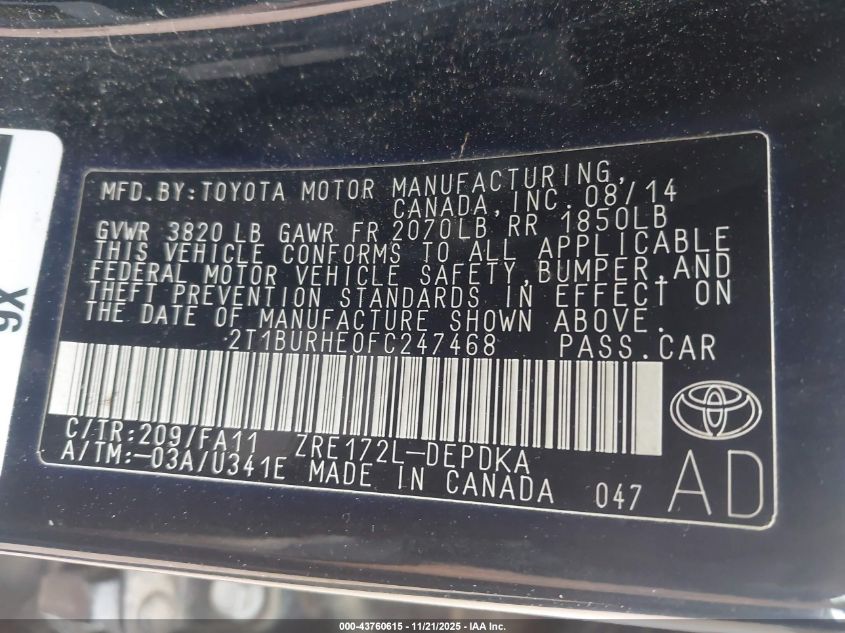 X6
MFD.BY:TOYOTA MOTOR MANUFACTURING,
CANADA,INC. 08/14
GVWR 3820 LB GAWR FR 2070LB RR 1850LB
THIS VEHICLE CONFORMS TO ALL APPLICABLE
FEDERAL MOTOR VEHICLE SAFETY,BUMPER,AND
THEFT PREVENTION STANDARDS IN EFFECT ON
THE DATE OF MANUFACTURE SHOWN ABOVE.
2T1BURHE0FC247468 PASS.CAR
C/TR:209/FA11 ZRE172L-DEPDKA
A/TM:-03A/U341E MADE IN CANADA 047 AD
000-43760615 - 11/21/2025 - IAA Inc.